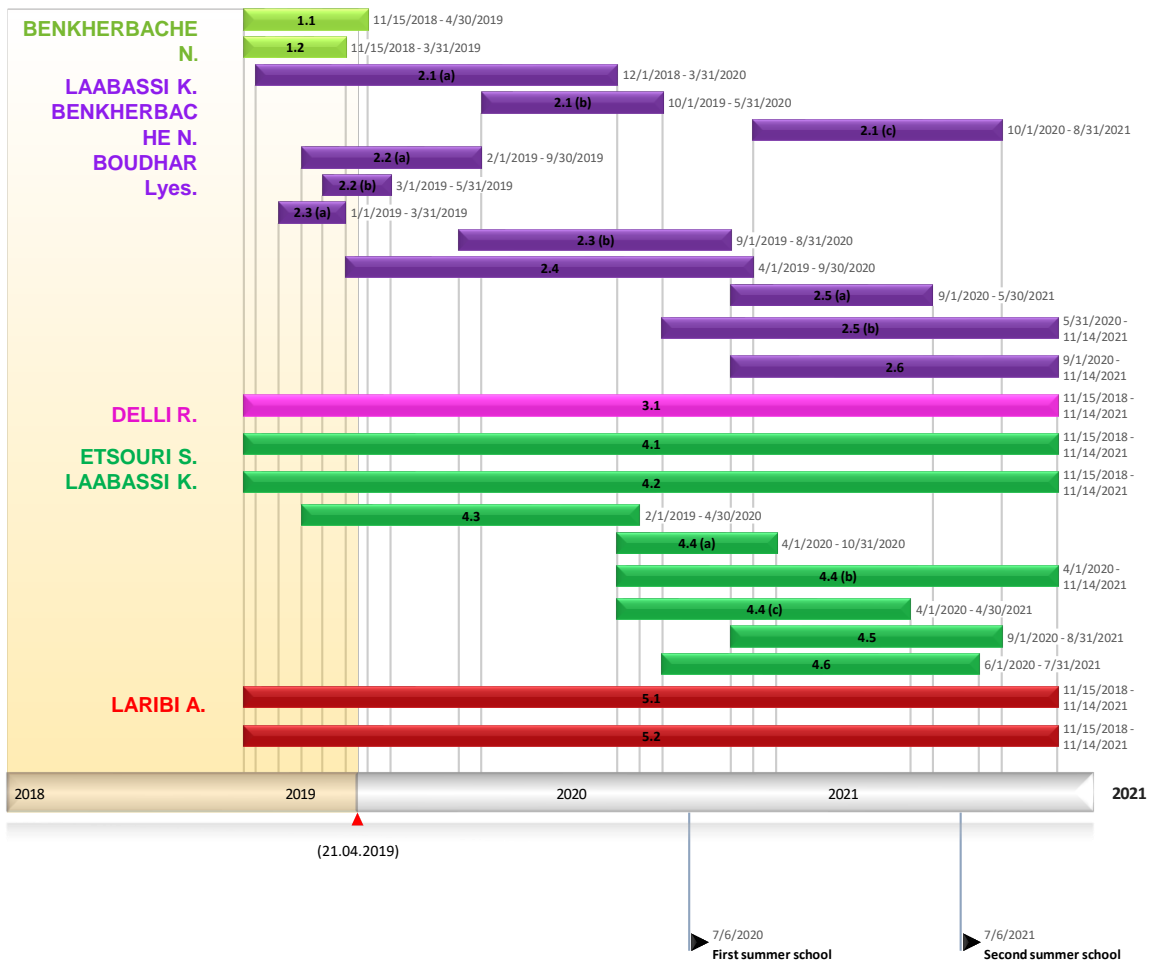 BENKHERBACHE
N.
1.1 11/15/2018 - 4/30/2019
1.2 11/15/2018 - 3/31/2019
LAABASSI K.
BENKHERBAC
HE N.
BOUDHAR
Lyes.
2.1 (a) 12/1/2018 - 3/31/2020
2.1 (b) 10/1/2019 - 5/31/2020
2.1 (c) 10/1/2020 - 8/31/2021
2.2 (a) 2/1/2019 - 9/30/2019
2.2 (b) 3/1/2019 - 5/31/2019
2.3 (a) 1/1/2019 - 3/31/2019
2.3 (b) 9/1/2019 - 8/31/2020
2.4 4/1/2019 - 9/30/2020
2.5 (a) 9/1/2020 - 5/30/2021
2.5 (b) 5/31/2020 -
11/14/2021
2.6 9/1/2020 -
11/14/2021
DELLI R.
3.1 11/15/2018 -
11/14/2021
ETSOURI S.
LAABASSI K.
4.1 11/15/2018 -
11/14/2021
4.2 11/15/2018 -
11/14/2021
4.3 2/1/2019 - 4/30/2020
4.4 (a) 4/1/2020 - 10/31/2020
4.4 (b) 4/1/2020 -
11/14/2021
4.4 (c) 4/1/2020 - 4/30/2021
4.5 9/1/2020 - 8/31/2021
4.6 6/1/2020 - 7/31/2021
LARIBI A.
5.1 11/15/2018 -
11/14/2021
5.2 11/15/2018 -
11/14/2021
2018 2019 2020 2021 2021
(21.04.2019)
7/6/2020
First summer school
7/6/2021
Second summer school